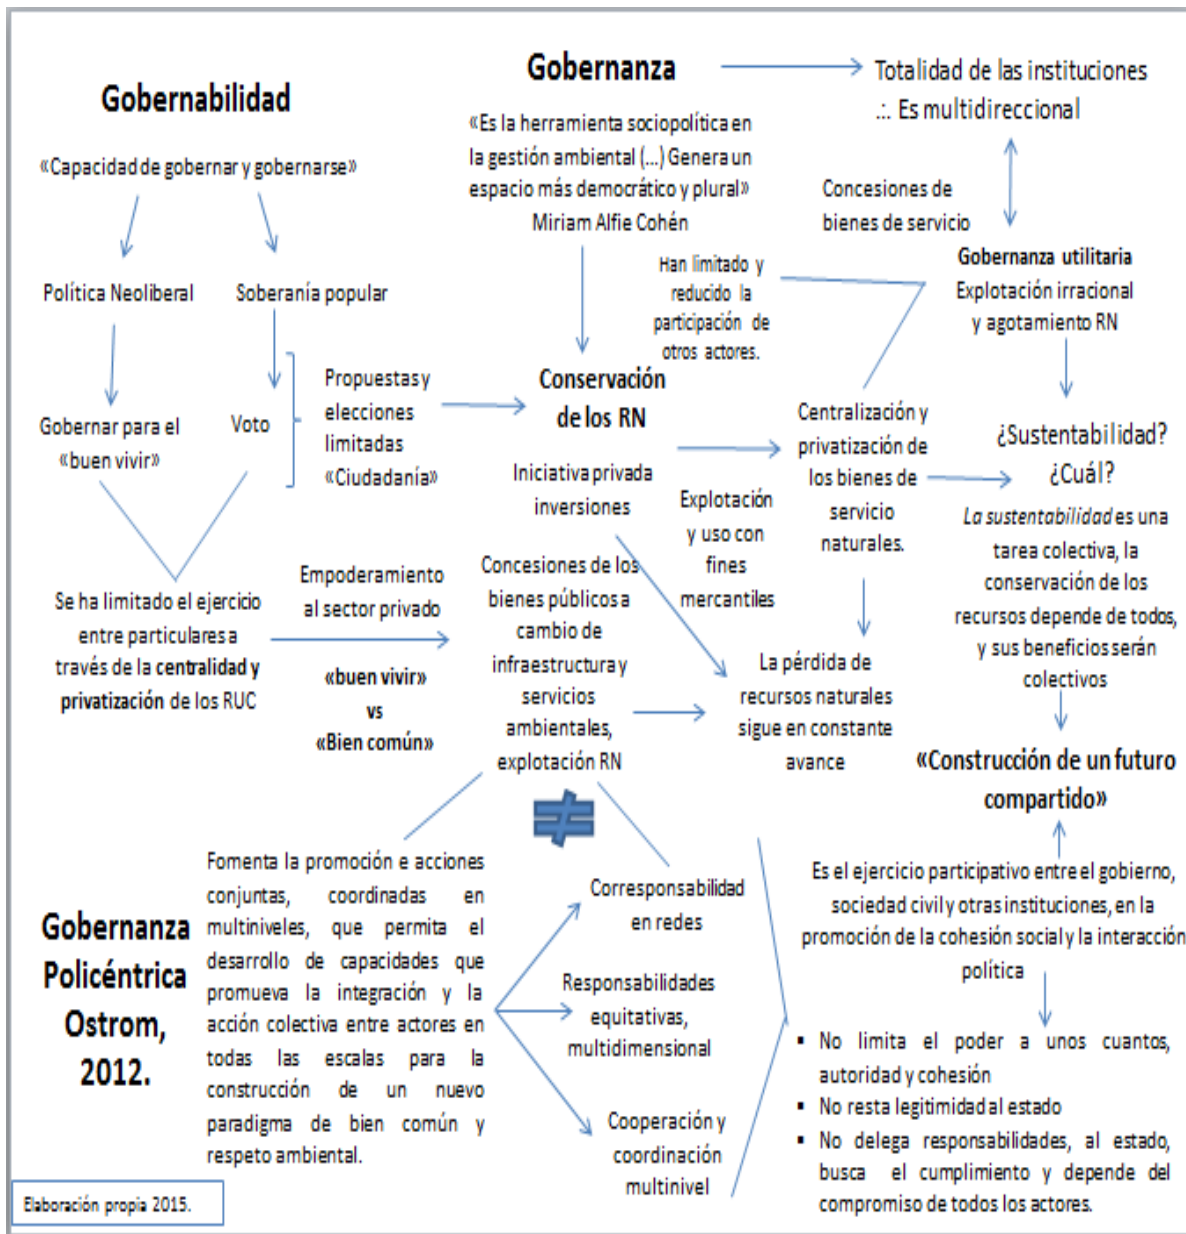 Gobernabilidad
«Capacidad de gobernar y gobernarse»
Política Neoliberal
Soberanía popular
Gobernar para el
«buen vivir»
Voto
Propuestas y
elecciones
limitadas
«Ciudadanía»
Se ha limitado el ejercicio
entre particulares a
través de la centralidad y
privatización de los RUC
Empoderamiento
al sector privado
«buen vivir»
vs
«Bien común»
Gobernanza
«Es la herramienta sociopolítica en
la gestión ambiental (...) Genera un
espacio más democrático y plural»
Miriam Alfie Cohén
Totalidad de las instituciones
.:. Es multidireccional
Concesiones de
bienes de servicio
Gobernanza utilitaria
Explotación irracional
y agotamiento RN
Han limitado y
reducido la
participación de
otros actores.
Conservación
de los RN
Iniciativa privada
inversiones
Concesiones de los
bienes públicos a
cambio de
infraestructura y
servicios
ambientales,
explotación RN
Explotación
y uso con
fines
mercantiles
Centralización y
privatización de
los bienes de
servicio
naturales.
La pérdida de
recursos naturales
sigue en constante
avance
¿Sustentabilidad?
¿Cuál?
La sustentabilidad es una
tarea colectiva, la
conservación de los
recursos depende de todos,
y sus beneficios serán
colectivos
«Construcción de un futuro
compartido»
≠
Gobernanza
Policéntrica
Ostrom,
2012.
Fomenta la promoción e acciones
conjuntas, coordinadas en
multiniveles, que permita el
desarrollo de capacidades que
promueva la integración y la
acción colectiva entre actores en
todas las escalas para la
construcción de un nuevo
paradigma de bien común y
respeto ambiental.
Corresponsabilidad
en redes
Responsabilidades
equitativas,
multidimensional
Cooperación y
coordinación
multinivel
Es el ejercicio participativo entre el gobierno,
sociedad civil y otras instituciones, en la
promoción de la cohesión social y la interacción
política
▪ No limita el poder a unos cuantos,
autoridad y cohesión
▪ No resta legitimidad al estado
▪ No delega responsabilidades, al estado,
busca el cumplimiento y depende del
compromiso de todos los actores.
Elaboración propia 2015.